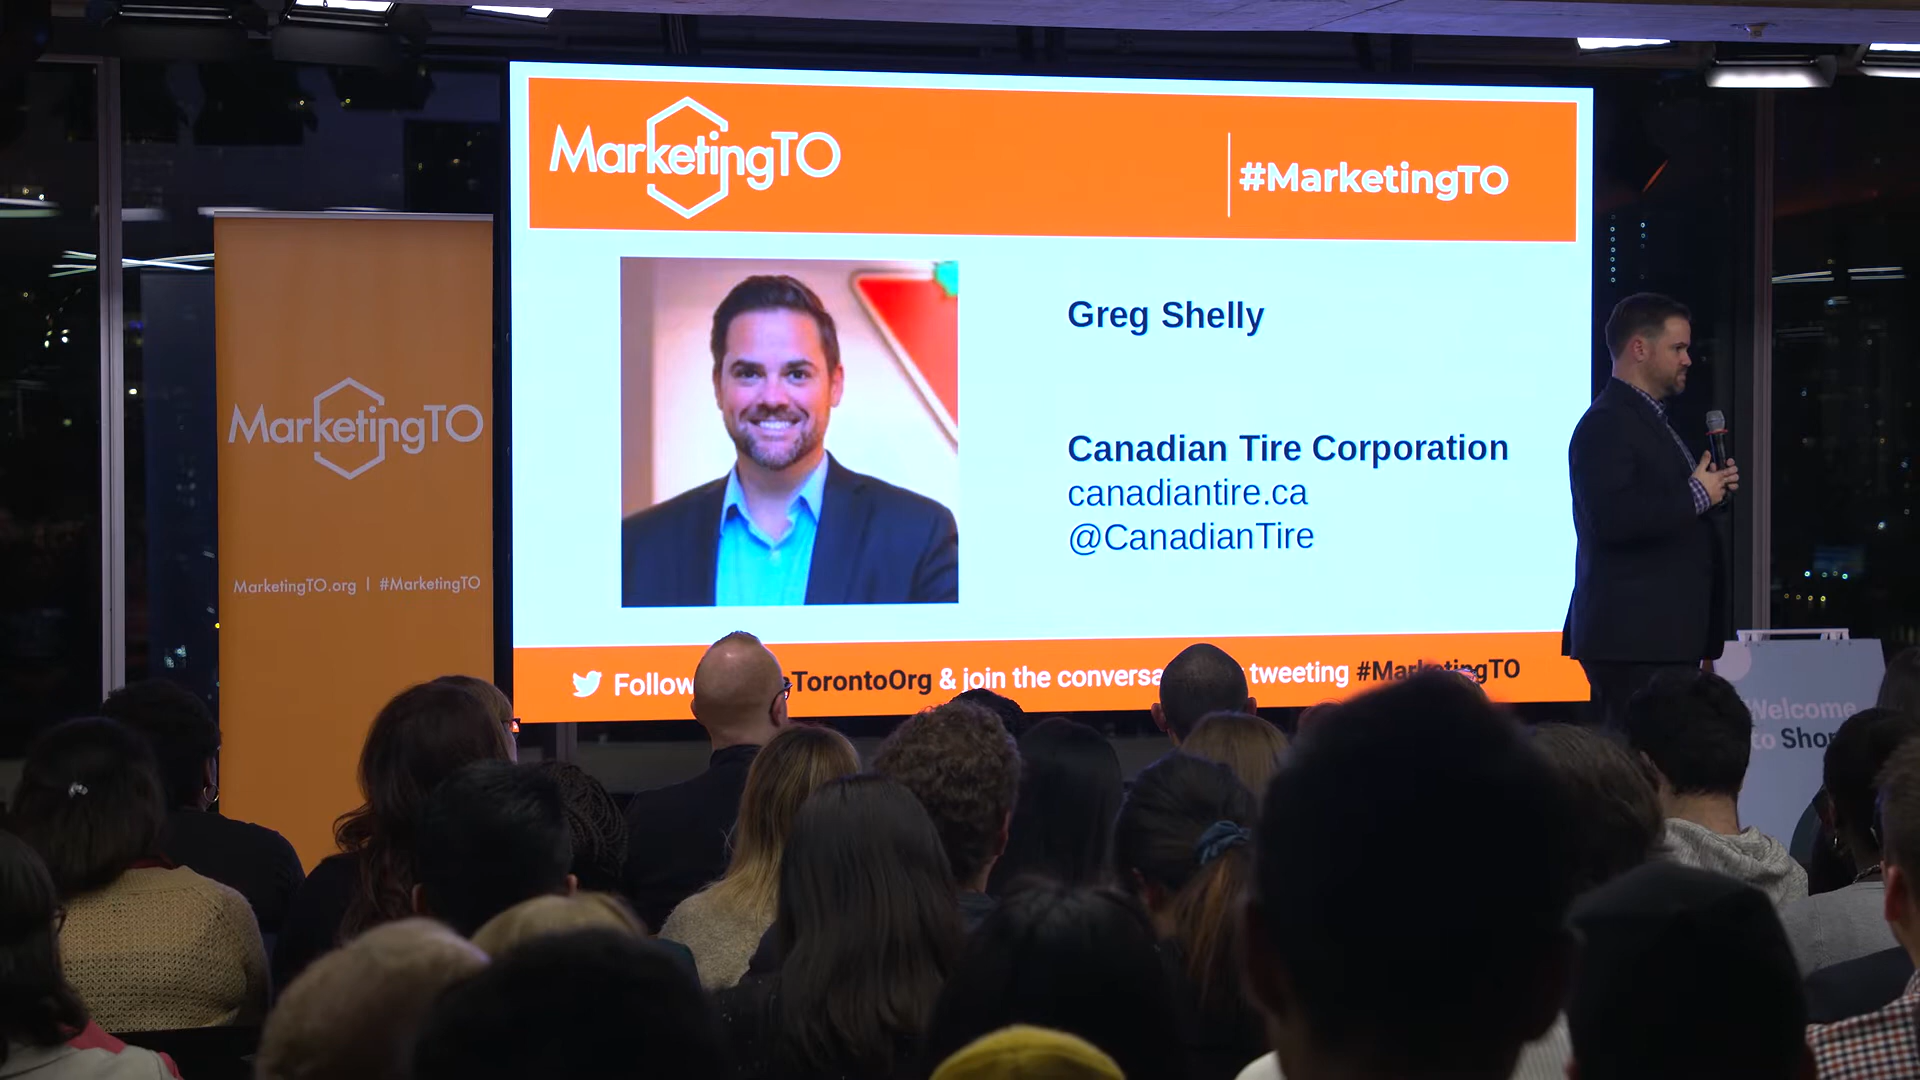 MarketingTO
#MarketingTO
Greg Shelly
Canadian Tire Corporation
canadiantire.ca
@CanadianTire
Follow TorontoOrg & join the conversa tweeting #MarketingTO
MarketingTO
MarketingTO.org | #MarketingTO
Welcome
to